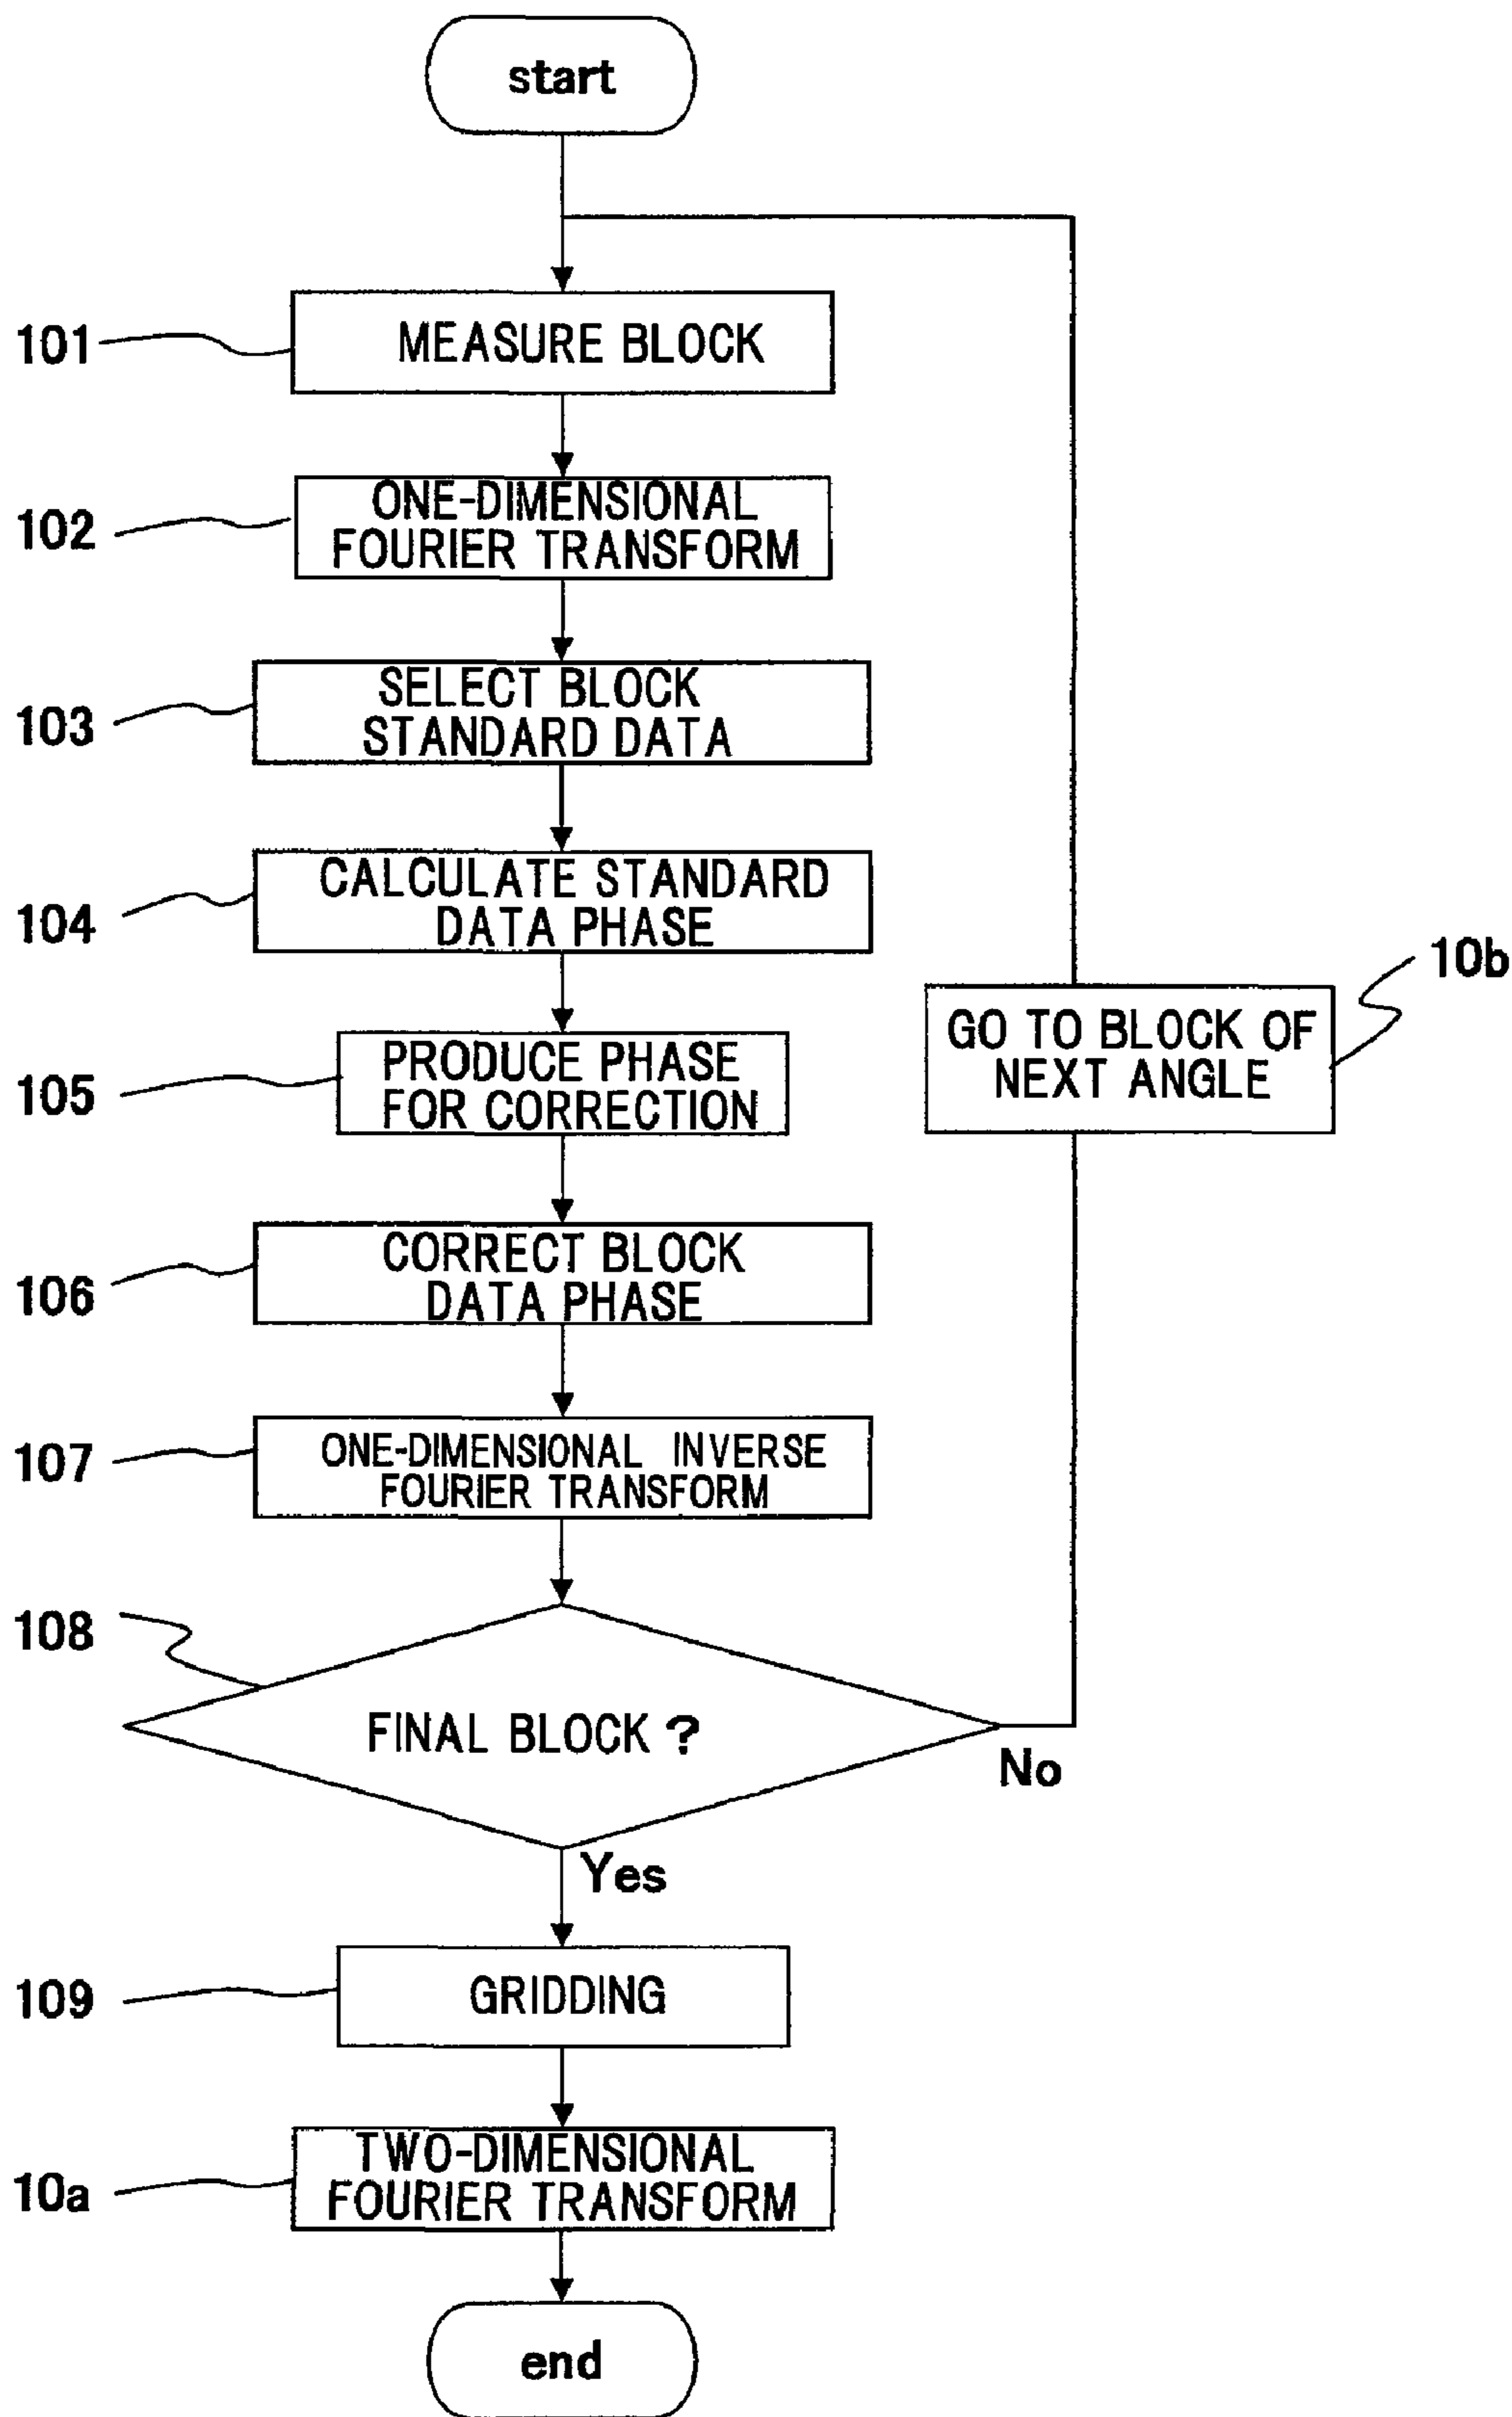 start
101
MEASURE BLOCK
102
ONE-DIMENSIONAL
FOURIER TRANSFORM
103
SELECT BLOCK
STANDARD DATA
104
CALCULATE STANDARD
DATA PHASE
10b
GO TO BLOCK OF
NEXT ANGLE
105
PRODUCE PHASE
FOR CORRECTION
106
CORRECT BLOCK
DATA PHASE
107
ONE-DIMENSIONAL INVERSE
FOURIER TRANSFORM
108
FINAL BLOCK ?
No
Yes
109
GRIDDING
10a
TWO-DIMENSIONAL
FOURIER TRANSFORM
end